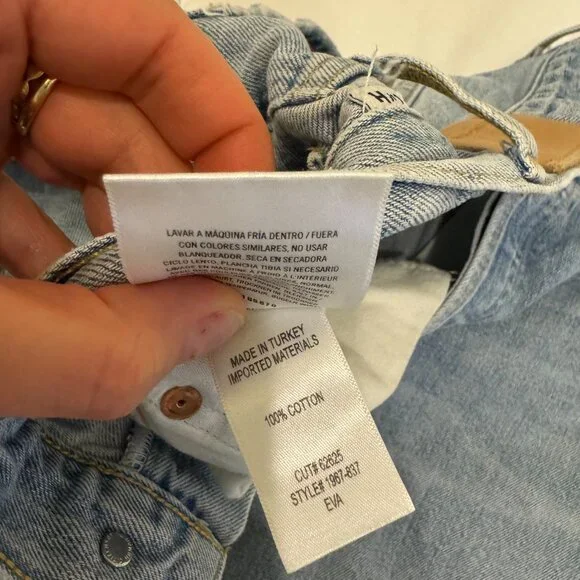 LAVAR A MÁQUINA FRÍA DENTRO / FUERA
CON COLORES SIMILARES, NO USAR
BLANQUEADOR, SECA EN SECADORA
CICLO LENTO, PLANCHA TIBIA SI NECESARIO
MADE IN TURKEY
IMPORTED MATERIALS
100% COTTON
CUT# 62625
STYLE# 1967-837
EVA